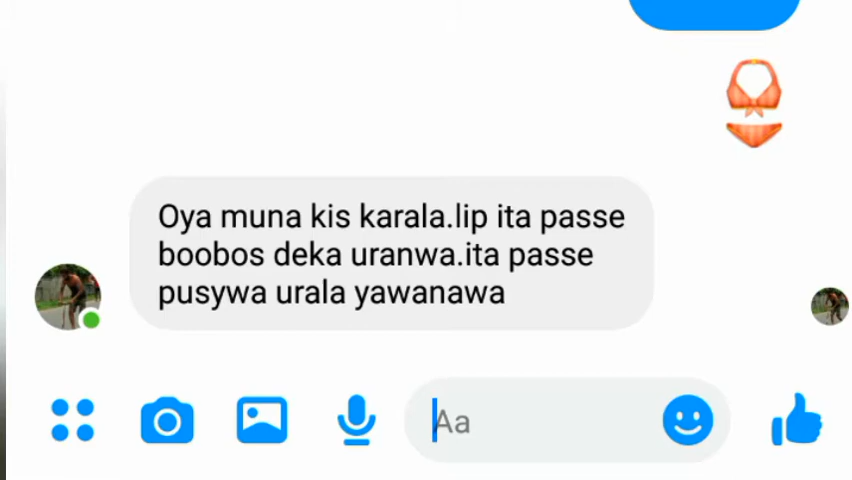 Oya muna kis karala.lip ita passe
boobos deka uranwa.ita passe
pusywa urala yawanawa
Aa